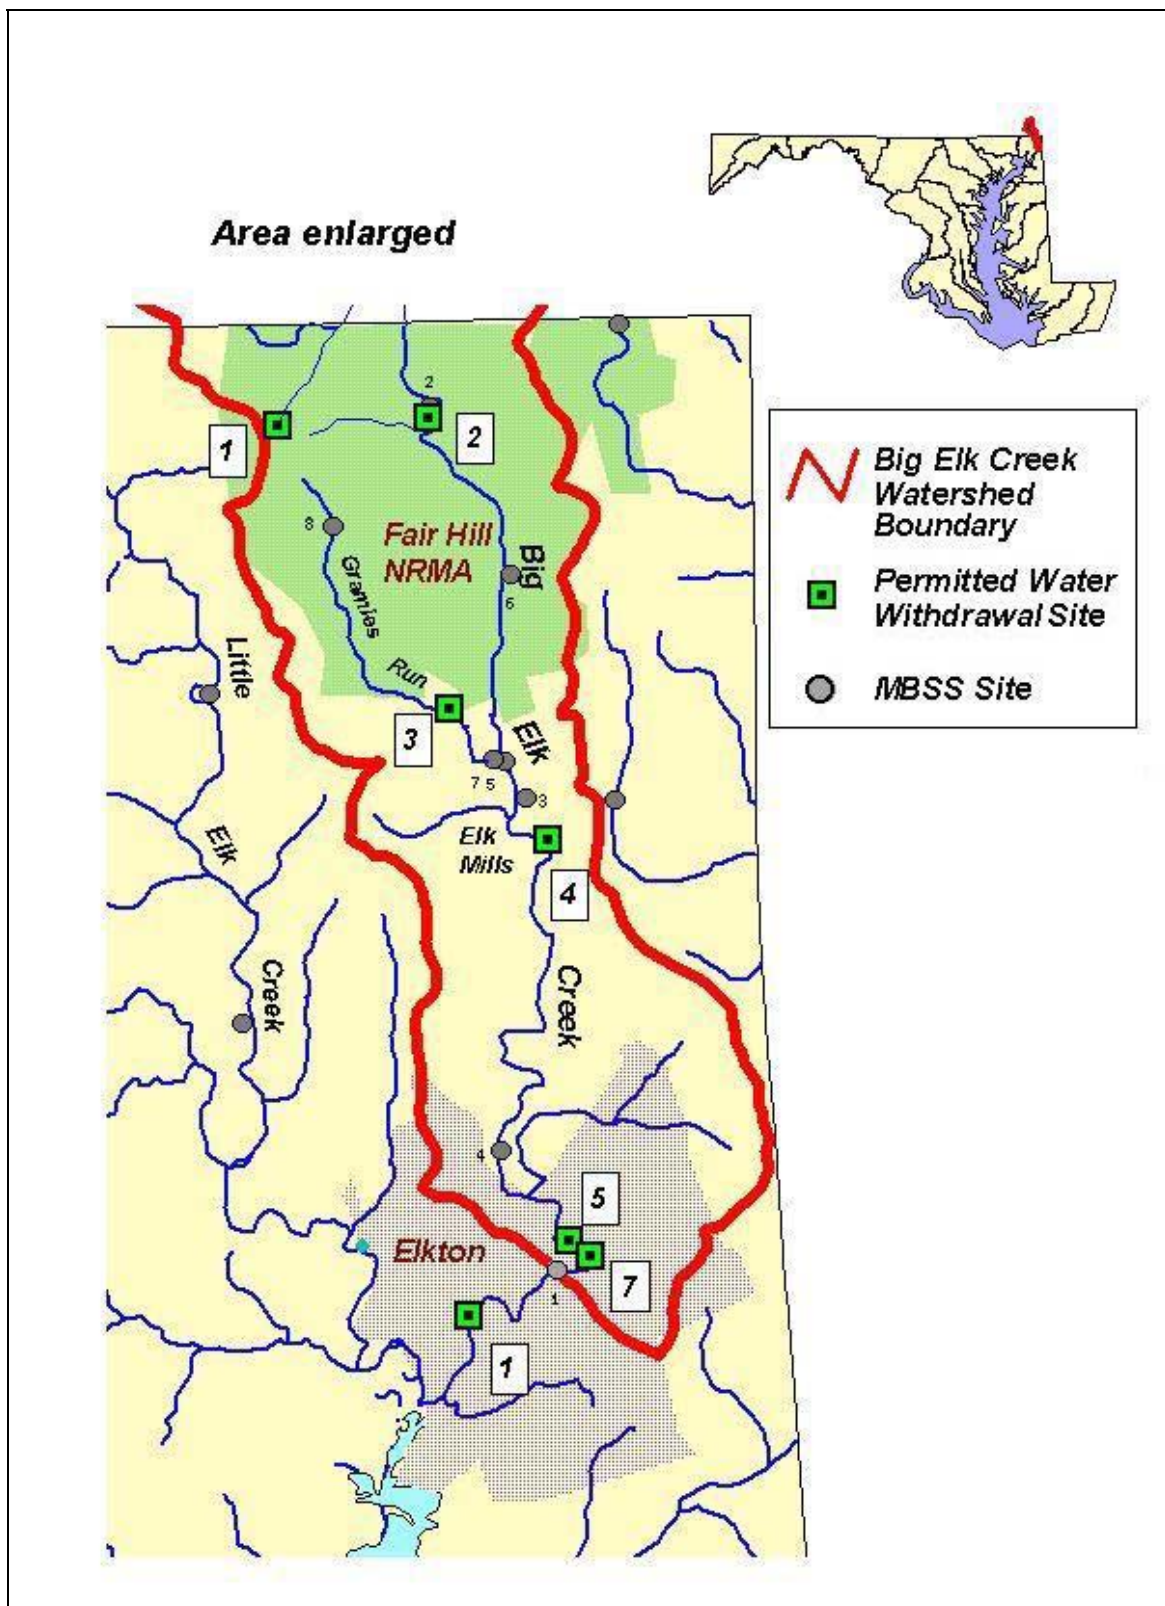 Area enlarged
Big Elk Creek
Watershed
Boundary
Permitted Water
Withdrawal Site
MBSS Site
2
1
2
8
Fair Hill
NRMA
Big
6
Gramies
Run
Little
3
Elk
7 5
3
Elk
Mills
4
Elk
Creek
Creek
4
5
Elkton
7
1
1